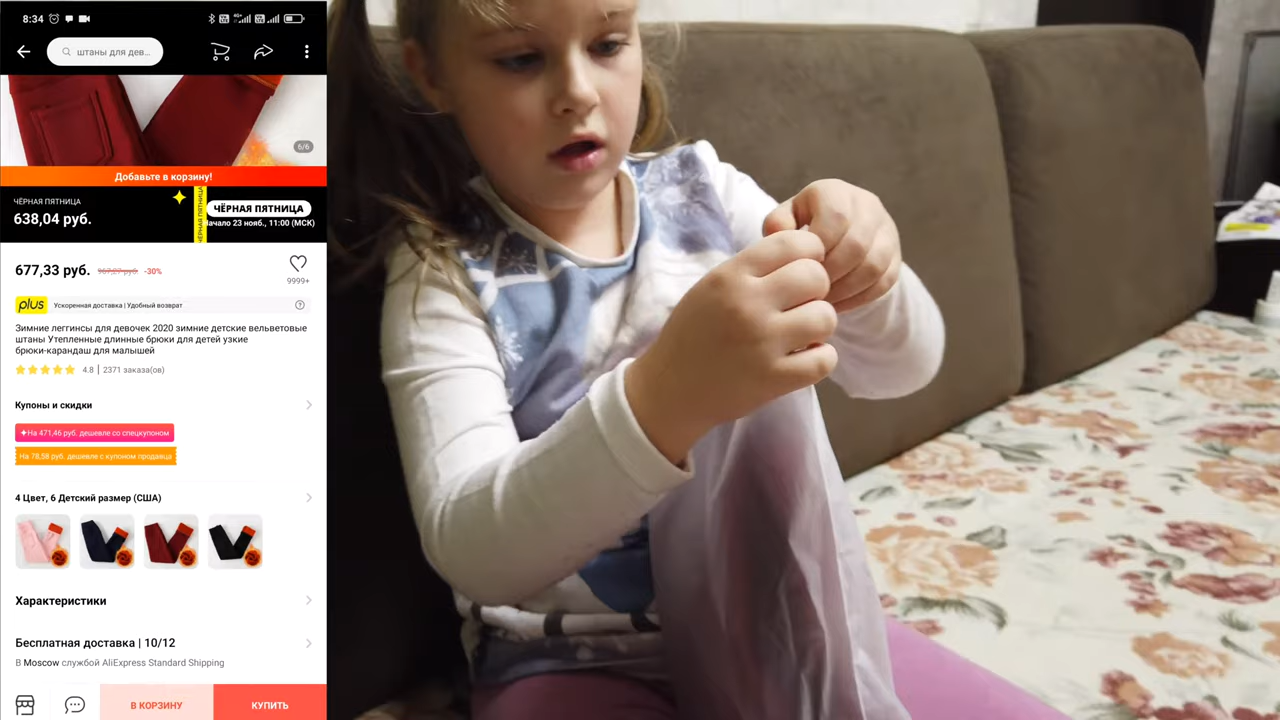 8:34
штаны для дев...
6/6
Добавьте в корзину!
ЧЁРНАЯ ПЯТНИЦА
638,04 руб.
ЧЁРНАЯ ПЯТНИЦА
ЧЁРНАЯ ПЯТНИЦА
Начало 23 нояб., 11:00 (МСК)
677,33 руб. 967,27 руб. -30%
9999+
plus Ускоренная доставка | Удобный возврат
Зимние леггинсы для девочек 2020 зимние детские вельветовые
штаны Утепленные длинные брюки для детей узкие
брюки-карандаш для малышей
4.8 | 2371 заказа(ов)
Купоны и скидки
На 471,46 руб. дешевле со спецкупоном
На 78,58 руб. дешевле с купоном продавца
4 Цвет, 6 Детский размер (США)
Характеристики
Бесплатная доставка | 10/12
В Moscow службой AliExpress Standard Shipping
В КОРЗИНУ
КУПИТЬ